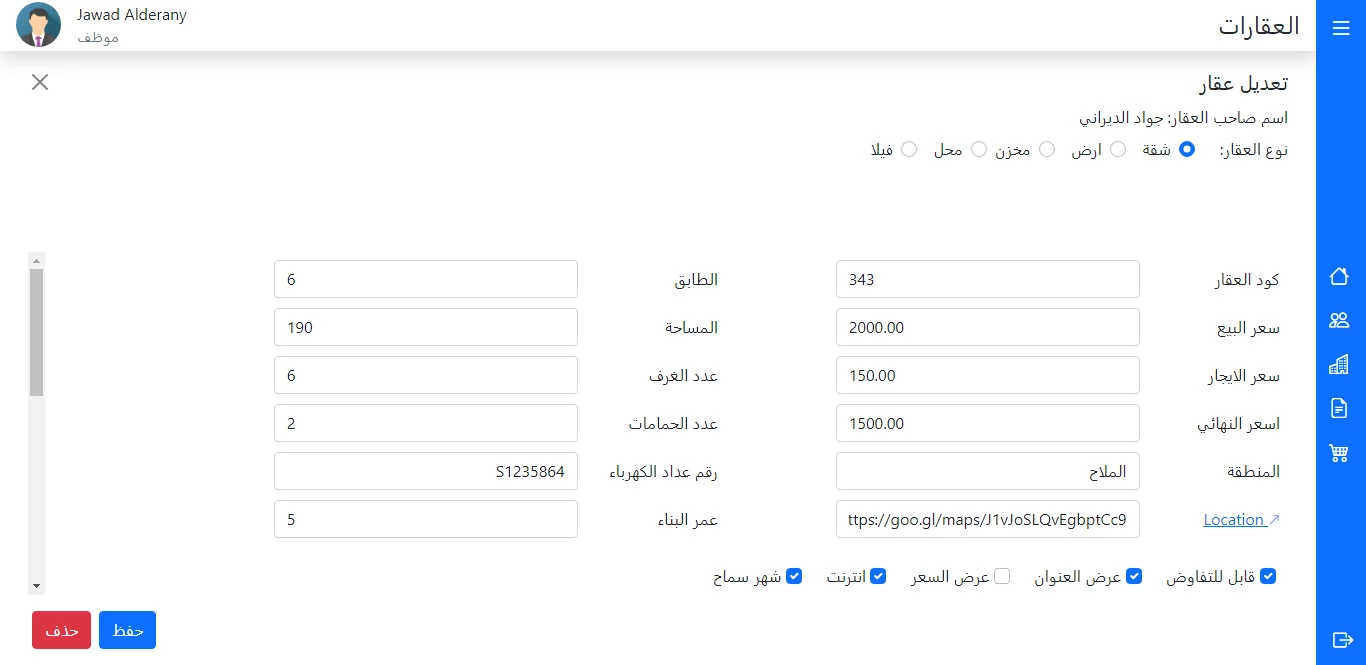 العقارات
Jawad Alderany
موظف
تعديل عقار
اسم صاحب العقار: جواد الديراني
نوع العقار: شقة ارض مخزن محل فيلا
كود العقار 343 الطابق 6
سعر البيع 2000.00 المساحة 190
سعر الايجار 150.00 عدد الغرف 6
اسعر النهائي 1500.00 عدد الحمامات 2
المنطقة الملاح رقم عداد الكهرباء S1235864
Location ttps://goo.gl/maps/J1vJoSLQvEgbptCc9 عمر البناء 5
قابل للتفاوض عرض العنوان عرض السعر انترنت شهر سماح
حفظ حذف